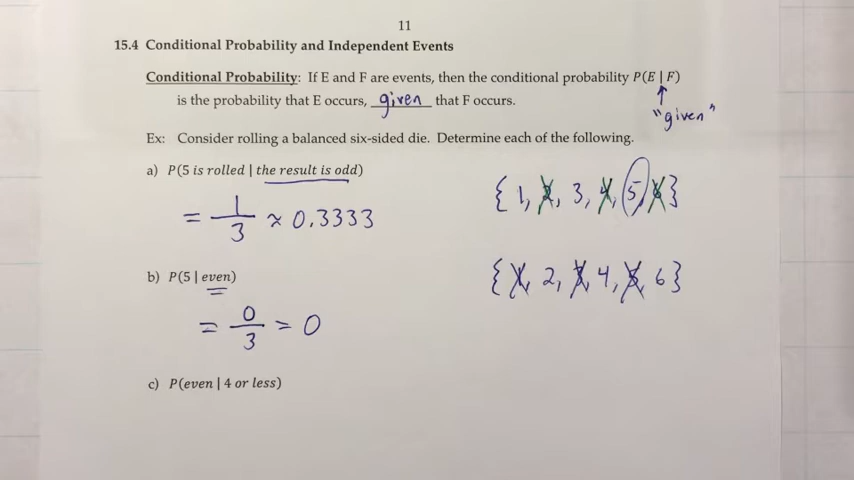 11
15.4 Conditional Probability and Independent Events
Conditional Probability: If E and F are events, then the conditional probability P(E | F)
is the probability that E occurs, given that F occurs.
"given"
Ex: Consider rolling a balanced six-sided die. Determine each of the following.
a) P(5 is rolled | the result is odd)
{ 1, 2, 3, 4, 5, 6 }
= 1/3 ≈ 0.3333
b) P(5 | even)
{ 1, 2, 3, 4, 5, 6 }
= 0/3 = 0
c) P(even | 4 or less)